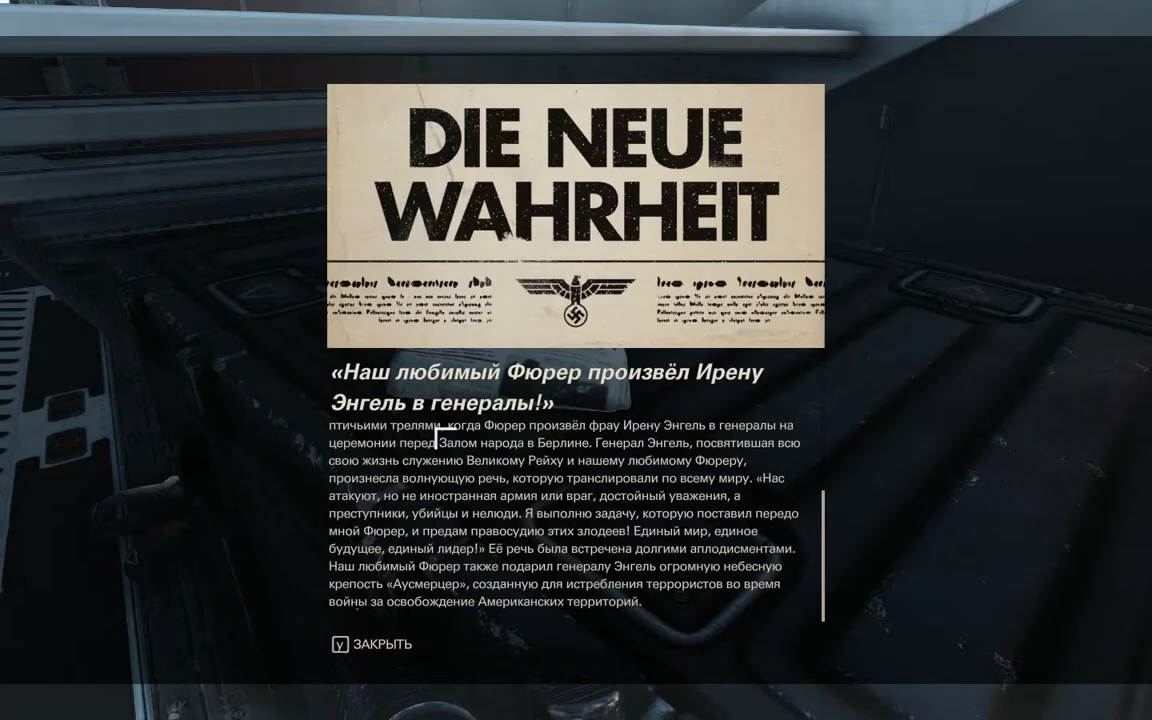 DIE NEUE
WAHRHEIT
«Наш любимый Фюрер произвёл Ирену
Энгель в генералы!»
птичьими трелями, когда Фюрер произвёл фрау Ирену Энгель в генералы на
церемонии перед Залом народа в Берлине. Генерал Энгель, посвятившая всю
свою жизнь служению Великому Рейху и нашему любимому Фюреру,
произнесла волнующую речь, которую транслировали по всему миру. «Нас
атакуют, но не иностранная армия или враг, достойный уважения, а
преступники, убийцы и нелюди. Я выполню задачу, которую поставил передо
мной Фюрер, и предам правосудию этих злодеев! Единый мир, единое
будущее, единый лидер!» Её речь была встречена долгими аплодисментами.
Наш любимый Фюрер также подарил генералу Энгель огромную небесную
крепость «Аусмерцер», созданную для истребления террористов во время
войны за освобождение Американских территорий.
y ЗАКРЫТЬ